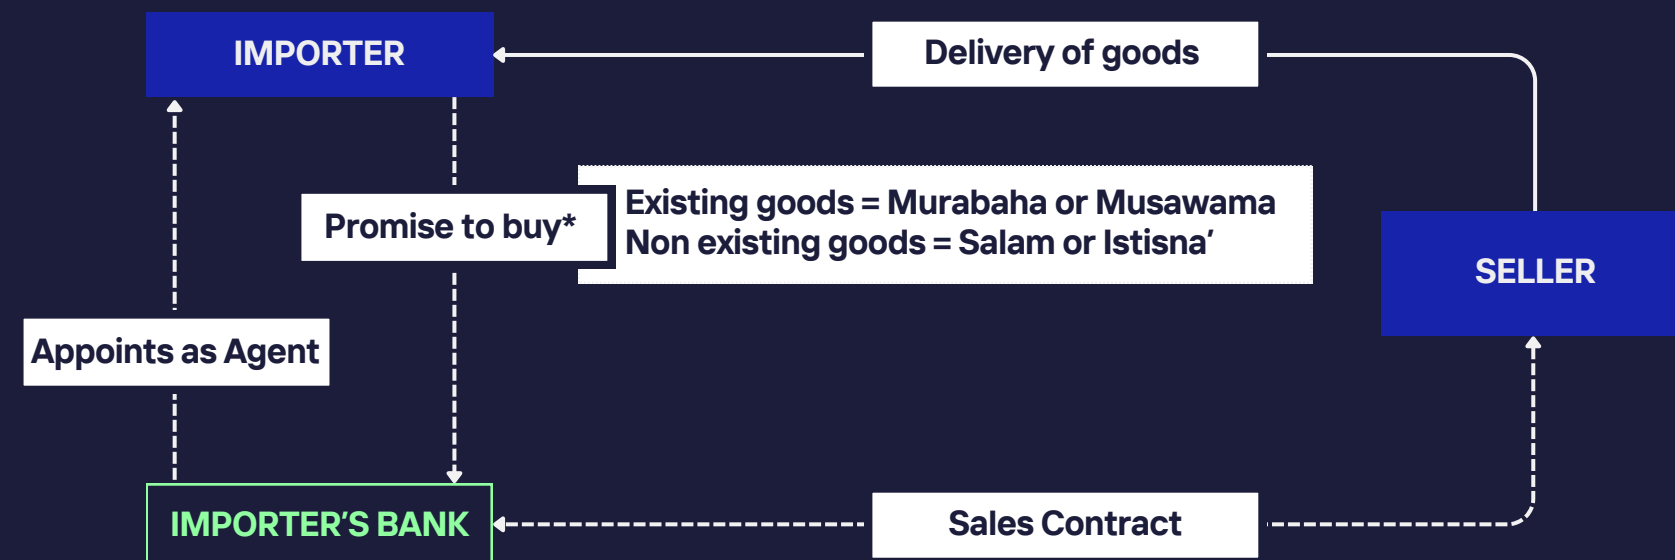 IMPORTER
Delivery of goods
Existing goods = Murabaha or Musawama
Promise to buy*
Non existing goods = Salam or Istisna’
SELLER
Appoints as Agent
IMPORTER’S BANK
Sales Contract